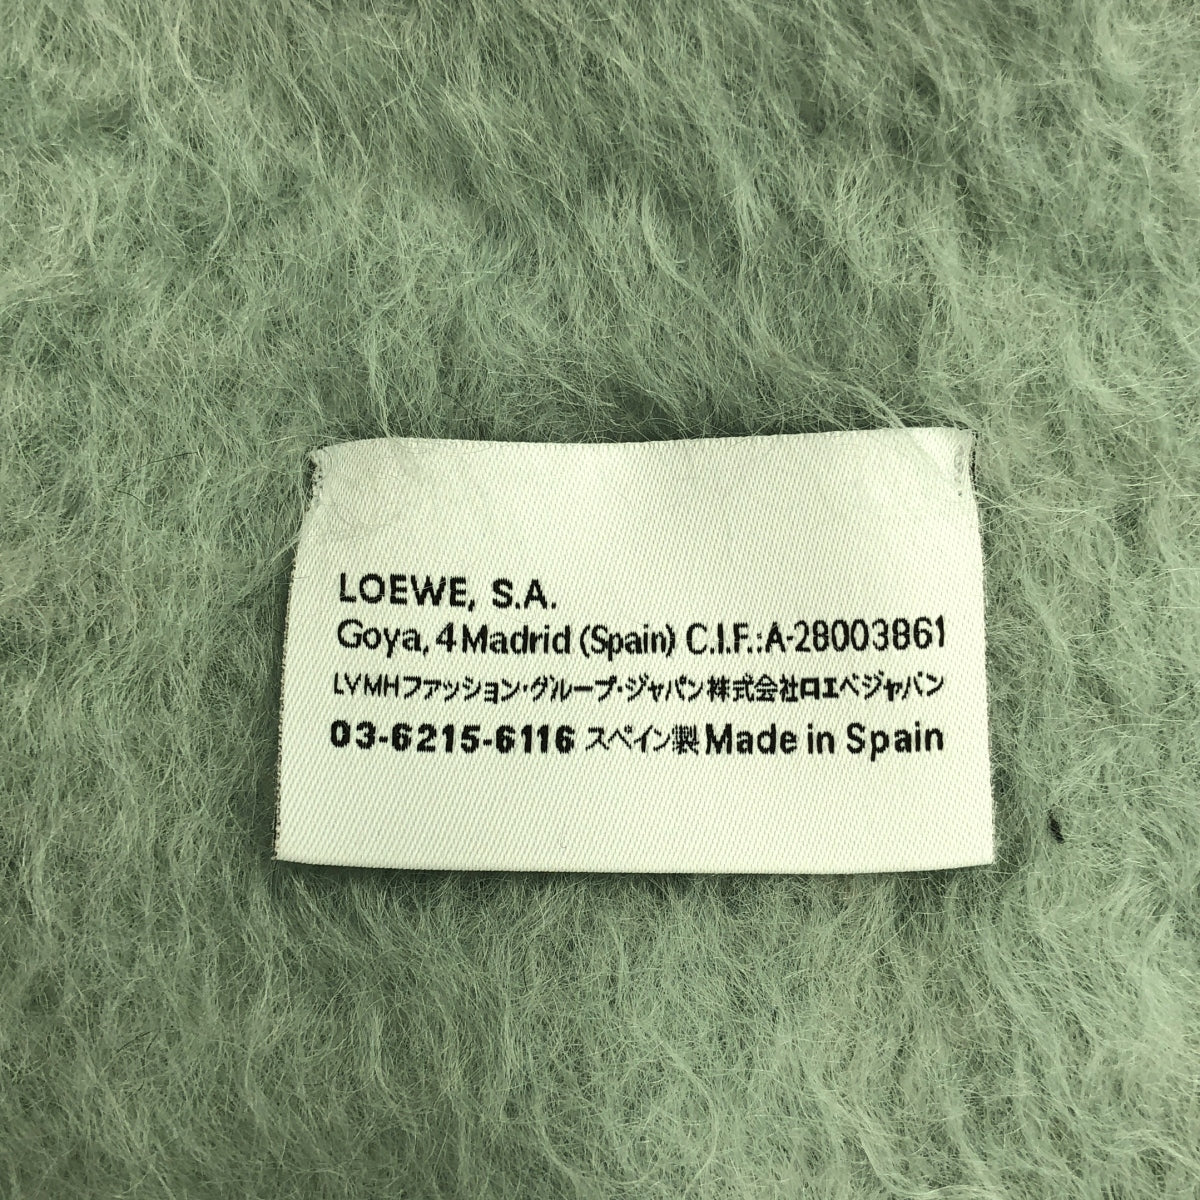 LOEWE, S.A.
Goya, 4 Madrid (Spain) C.I.F.:A-28003861
LVMHファッション・グループ・ジャパン株式会社ロエベジャパン
03-6215-6116 スペイン製 Made in Spain